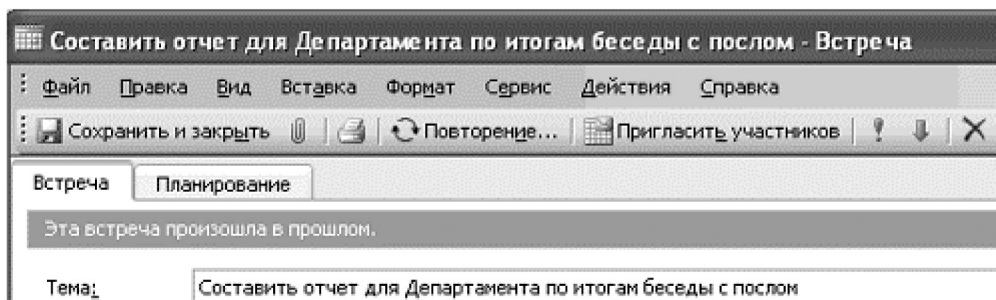 Составить отчет для Департамента по итогам беседы с послом - Встреча
Файл Правка Вид Вставка Формат Сервис Действия Справка
Сохранить и закрыть Повторение... Пригласить участников
Встреча Планирование
Эта встреча произошла в прошлом.
Тема: Составить отчет для Департамента по итогам беседы с послом